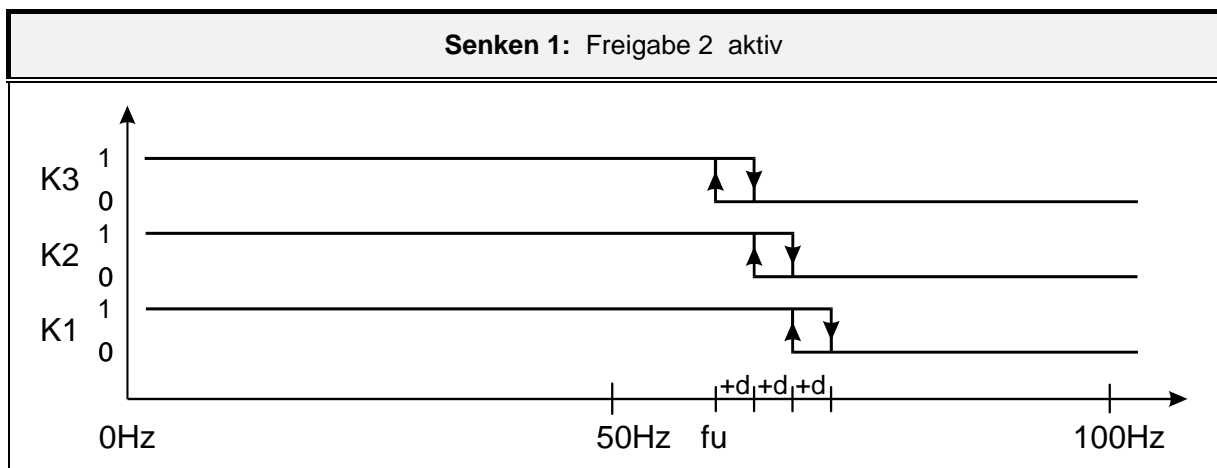 Senken 1: Freigabe 2 aktiv
K3 1
0
K2 1
0
K1 1
0
+d +d +d
0Hz 50Hz fu 100Hz